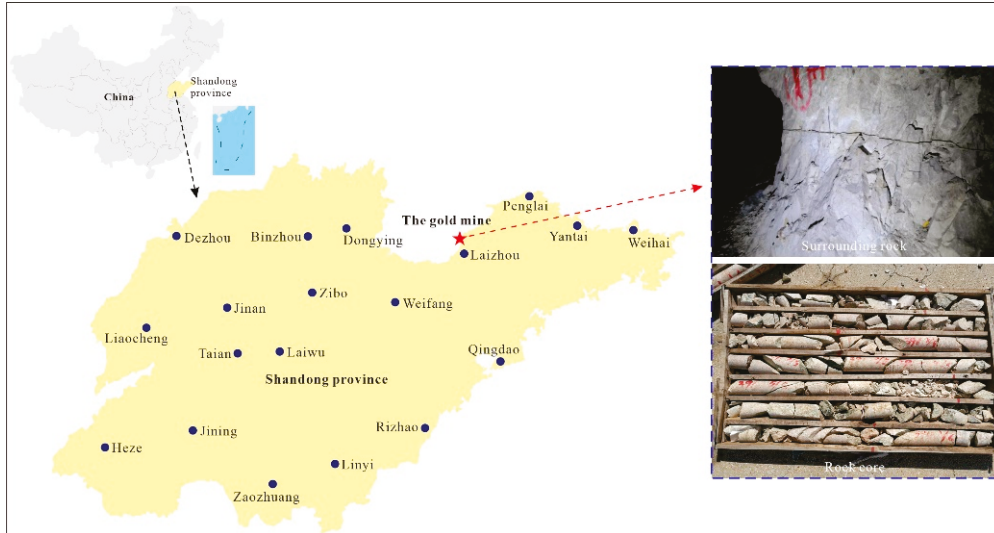 Shandong
province
China
The gold mine
Penglai
Dezhou
Binzhou
Dongying
Yantai
Weihai
Laizhou
Surrounding rock
Zibo
Jinan
Weifang
Liaocheng
Taian
Laiwu
Qingdao
Shandong province
Jining
Rizhao
Heze
Linyi
Zaozhuang
Rock core